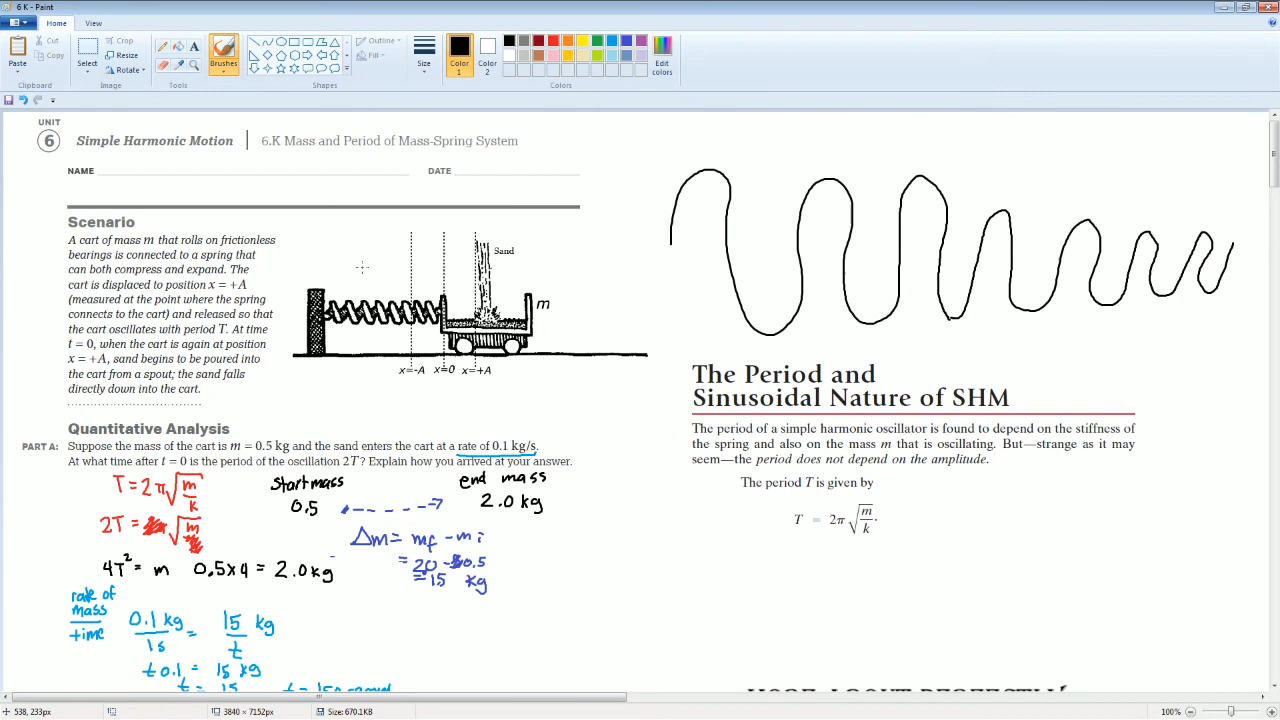 6 K - Paint
Home
View
Paste
Cut
Copy
Clipboard
Select
Crop
Resize
Rotate
Image
A
Tools
Brushes
Outline
Fill
Shapes
Size
Color 1
Color 2
Edit colors
Colors
UNIT
6
Simple Harmonic Motion
6.K Mass and Period of Mass-Spring System
NAME
DATE
Scenario
A cart of mass m that rolls on frictionless
bearings is connected to a spring that
can both compress and expand. The
cart is displaced to position x = +A
(measured at the point where the spring
connects to the cart) and released so that
the cart oscillates with period T. At time
t = 0, when the cart is again at position
x = +A, sand begins to be poured into
the cart from a spout; the sand falls
directly down into the cart.
Sand
m
x=-A
x=0
x=+A
Quantitative Analysis
PART A: Suppose the mass of the cart is m = 0.5 kg and the sand enters the cart at a rate of 0.1 kg/s.
At what time after t = 0 is the period of the oscillation 2T? Explain how you arrived at your answer.
T = 2π√m/k
2T = √m
4T² = m
0.5x4 = 2.0kg
start mass
0.5
end mass
2.0 kg
Δm = mf - mi
= 20 - 0.5
= 15 kg
rate of
mass
time
0.1 kg
1s
=
15 kg
t
t 0.1 = 15 kg
t = 15
The Period and
Sinusoidal Nature of SHM
The period of a simple harmonic oscillator is found to depend on the stiffness of
the spring and also on the mass m that is oscillating. But—strange as it may
seem—the period does not depend on the amplitude.
The period T is given by
T = 2π√m/k.
538, 233px
3840 × 7152px
Size: 670.1KB
100%